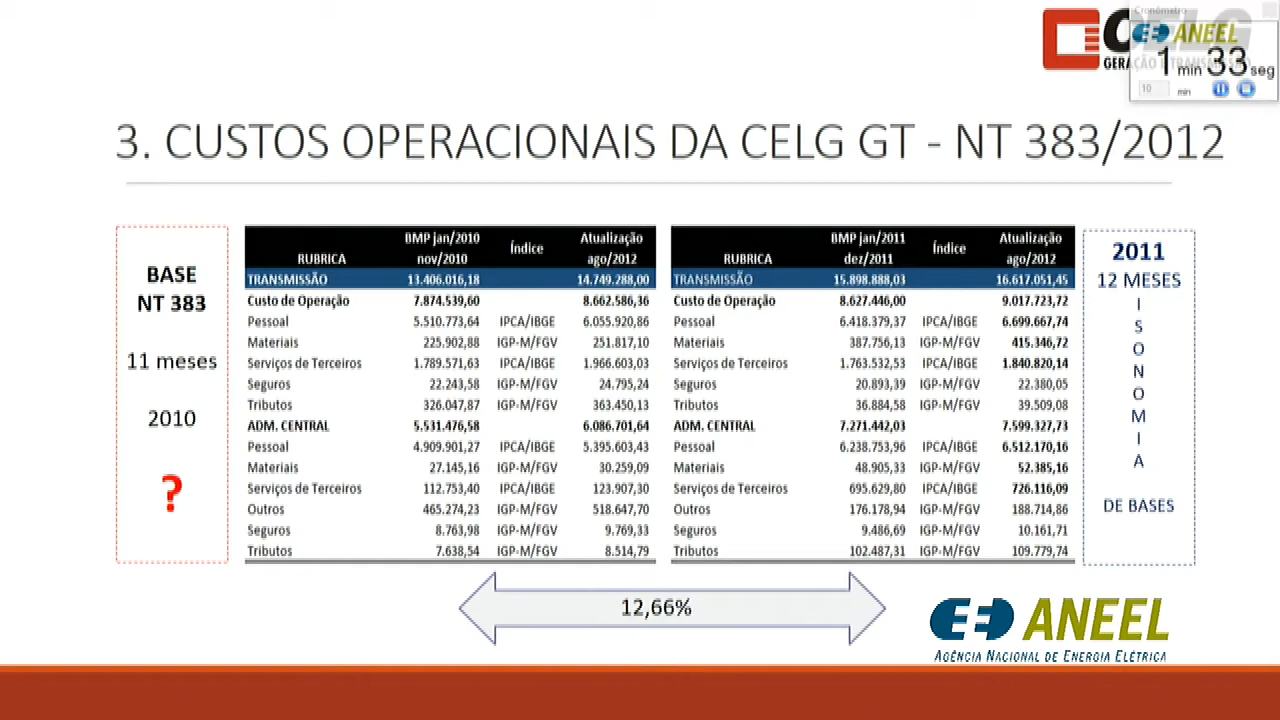 Cronômetro
CELG
GERAÇÃO E TRANSMISSÃO
ANEEL
1 min 33 seg
10 min
3. CUSTOS OPERACIONAIS DA CELG GT - NT 383/2012
BASE
NT 383
11 meses
2010
?
RUBRICA BMP jan/2010 nov/2010 Índice Atualização ago/2012
TRANSMISSÃO 13.406.016,18 14.749.288,00
Custo de Operação 7.874.539,60 8.662.586,36
Pessoal 5.510.773,64 IPCA/IBGE 6.055.920,86
Materiais 225.902,88 IGP-M/FGV 251.817,10
Serviços de Terceiros 1.789.571,63 IPCA/IBGE 1.966.603,03
Seguros 22.243,58 IGP-M/FGV 24.795,24
Tributos 326.047,87 IGP-M/FGV 363.450,13
ADM. CENTRAL 5.531.476,58 6.086.701,64
Pessoal 4.909.901,27 IPCA/IBGE 5.395.603,43
Materiais 27.145,16 IGP-M/FGV 30.259,09
Serviços de Terceiros 112.753,40 IPCA/IBGE 123.907,30
Outros 465.274,23 IGP-M/FGV 518.647,70
Seguros 8.763,98 IGP-M/FGV 9.769,33
Tributos 7.638,54 IGP-M/FGV 8.514,79
RUBRICA BMP jan/2011 dez/2011 Índice Atualização ago/2012
TRANSMISSÃO 15.898.888,03 16.617.051,45
Custo de Operação 8.627.446,00 9.017.723,72
Pessoal 6.418.379,37 IPCA/IBGE 6.699.667,74
Materiais 387.756,13 IGP-M/FGV 415.346,72
Serviços de Terceiros 1.763.532,53 IPCA/IBGE 1.840.820,14
Seguros 20.893,39 IGP-M/FGV 22.380,05
Tributos 36.884,58 IGP-M/FGV 39.509,08
ADM. CENTRAL 7.271.442,03 7.599.327,73
Pessoal 6.238.753,96 IPCA/IBGE 6.512.170,16
Materiais 48.905,33 IGP-M/FGV 52.385,16
Serviços de Terceiros 695.629,80 IPCA/IBGE 726.116,09
Outros 176.178,94 IGP-M/FGV 188.714,86
Seguros 9.486,69 IGP-M/FGV 10.161,71
Tributos 102.487,31 IGP-M/FGV 109.779,74
2011
12 MESES
I
S
O
N
O
M
I
A
DE BASES
12,66%
ANEEL
AGÊNCIA NACIONAL DE ENERGIA ELÉTRICA